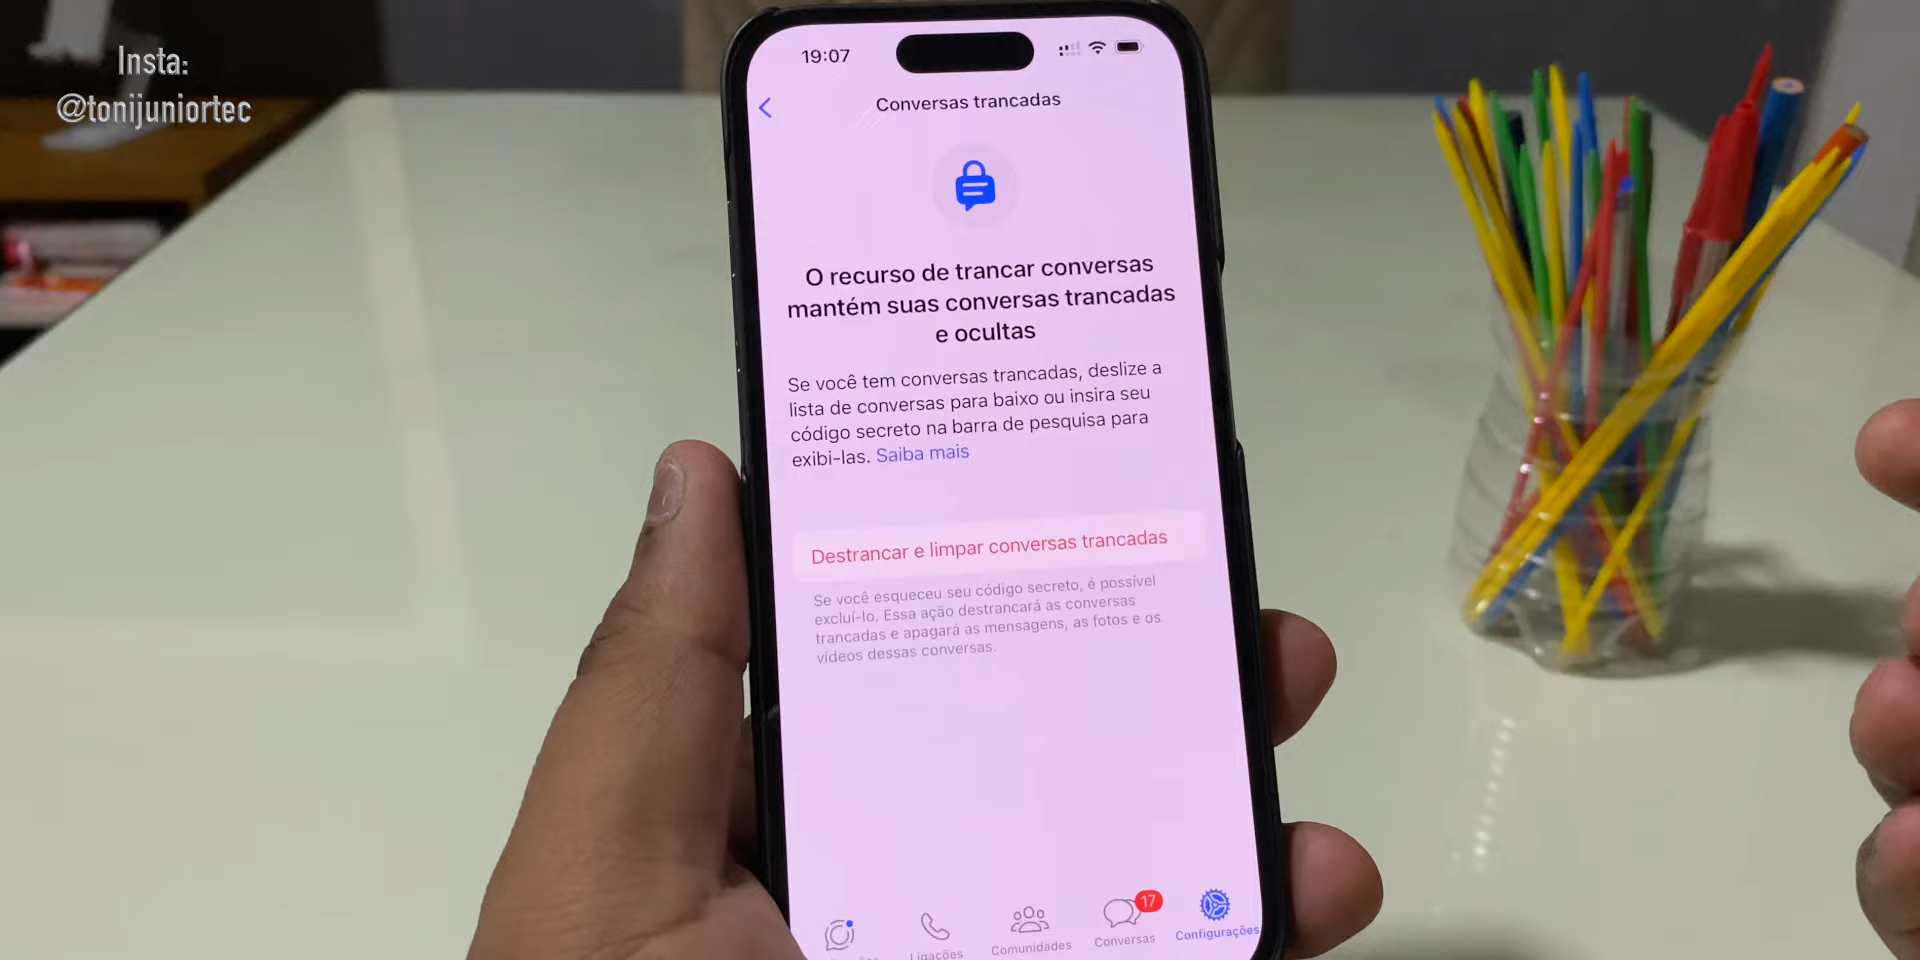 Insta:
@tonijuniortec
19:07
Conversas trancadas
O recurso de trancar conversas
mantém suas conversas trancadas
e ocultas
Se você tem conversas trancadas, deslize a
lista de conversas para baixo ou insira seu
código secreto na barra de pesquisa para
exibi-las. Saiba mais
Destrancar e limpar conversas trancadas
Se você esqueceu seu código secreto, é possível
excluí-lo. Essa ação destrancará as conversas
trancadas e apagará as mensagens, as fotos e os
vídeos dessas conversas.
17
Ligações
Comunidades
Conversas
Configurações